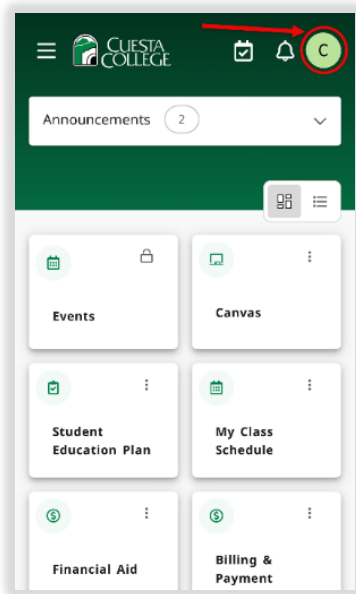 CUESTA
COLLEGE
C
Announcements 2
Events
Canvas
Student
Education Plan
My Class
Schedule
Financial Aid
Billing &
Payment